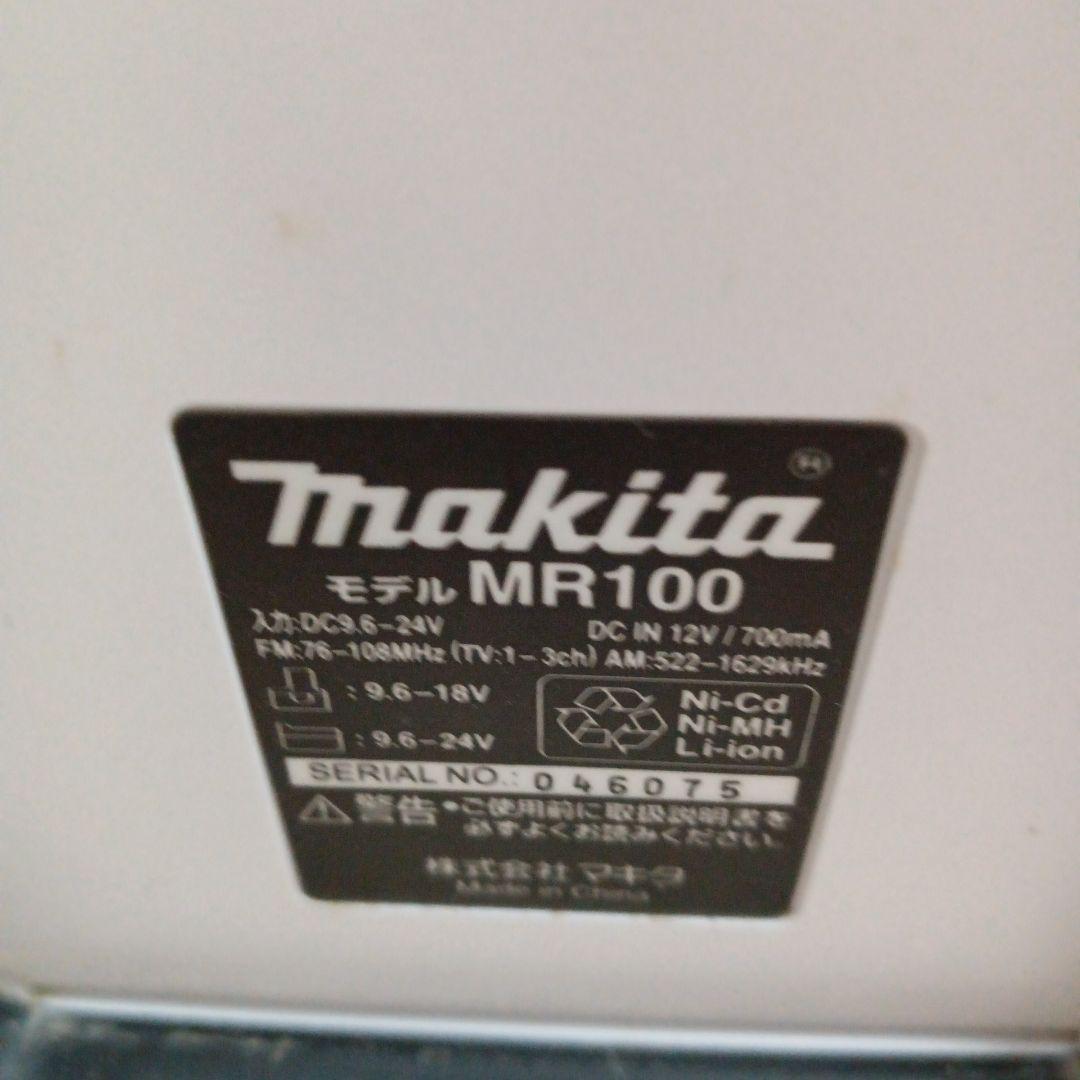 makita
モデル MR100
入力:DC9.6-24V DC IN 12V / 700mA
FM:76-108MHz (TV:1-3ch) AM:522-1629kHz
: 9.6-18V
: 9.6-24V
Ni-Cd
Ni-MH
Li-ion
SERIAL NO.: 046075
警告 •ご使用前に取扱説明書を
必ずよくお読みください。
株式会社 マキタ
Made in China